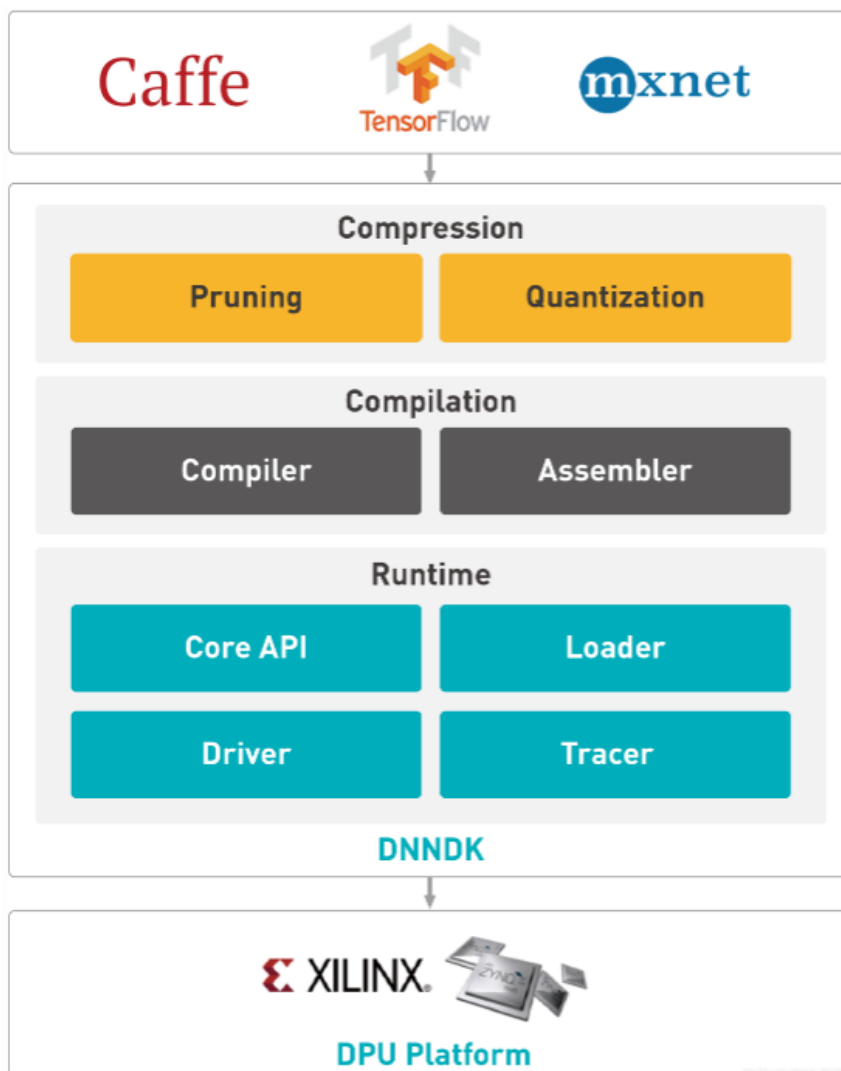 Caffe
TensorFlow
mxnet
Compression
Pruning Quantization
Compilation
Compiler Assembler
Runtime
Core API Loader
Driver Tracer
DNNDK
XILINX. ZYNQ
DPU Platform